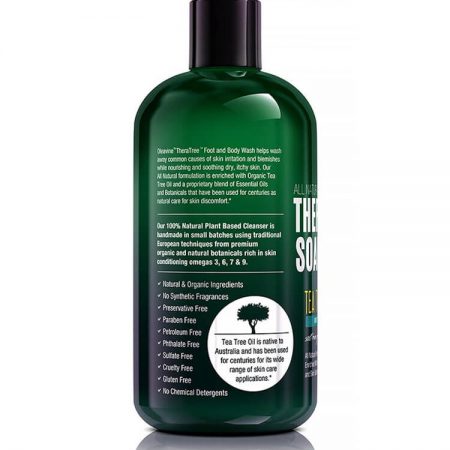 Oleavine™ TheraTree™ Foot and Body Wash helps wash
away common causes of skin irritation and blemishes
while nourishing and soothing dry, itchy skin. Our
All Natural formulation is enriched with Organic Tea
Tree Oil and a proprietary blend of Essential Oils
and Botanicals that have been used for centuries as
natural care for skin discomfort.*
Our 100% Natural Plant Based Cleanser is
handmade in small batches using traditional
European techniques from premium
organic and natural botanicals rich in skin
conditioning omegas 3, 6, 7 & 9.
✓ Natural & Organic Ingredients
✓ No Synthetic Fragrances
✓ Preservative Free
✓ Paraben Free
✓ Petroleum Free
✓ Phthalate Free
✓ Sulfate Free
✓ Cruelty Free
✓ Gluten Free
✓ No Chemical Detergents
Tea Tree Oil is native to
Australia and has been used
for centuries for its wide
range of skin care
applications.*
ALL NATU
THE
SOA
TEA